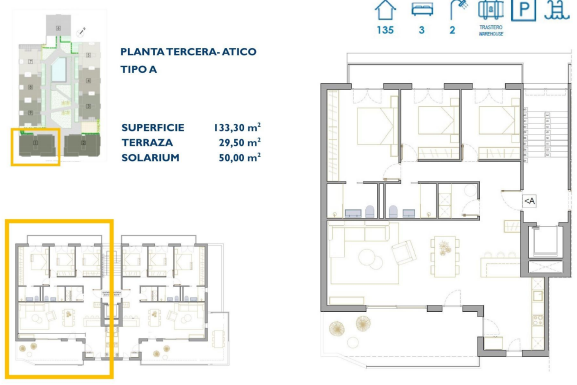 135 3 2 TRASTERO P
WAREHOUSE
PLANTA TERCERA- ATICO
TIPO A
SUPERFICIE 133,30 m²
TERRAZA 29,50 m²
SOLARIUM 50,00 m²
<A